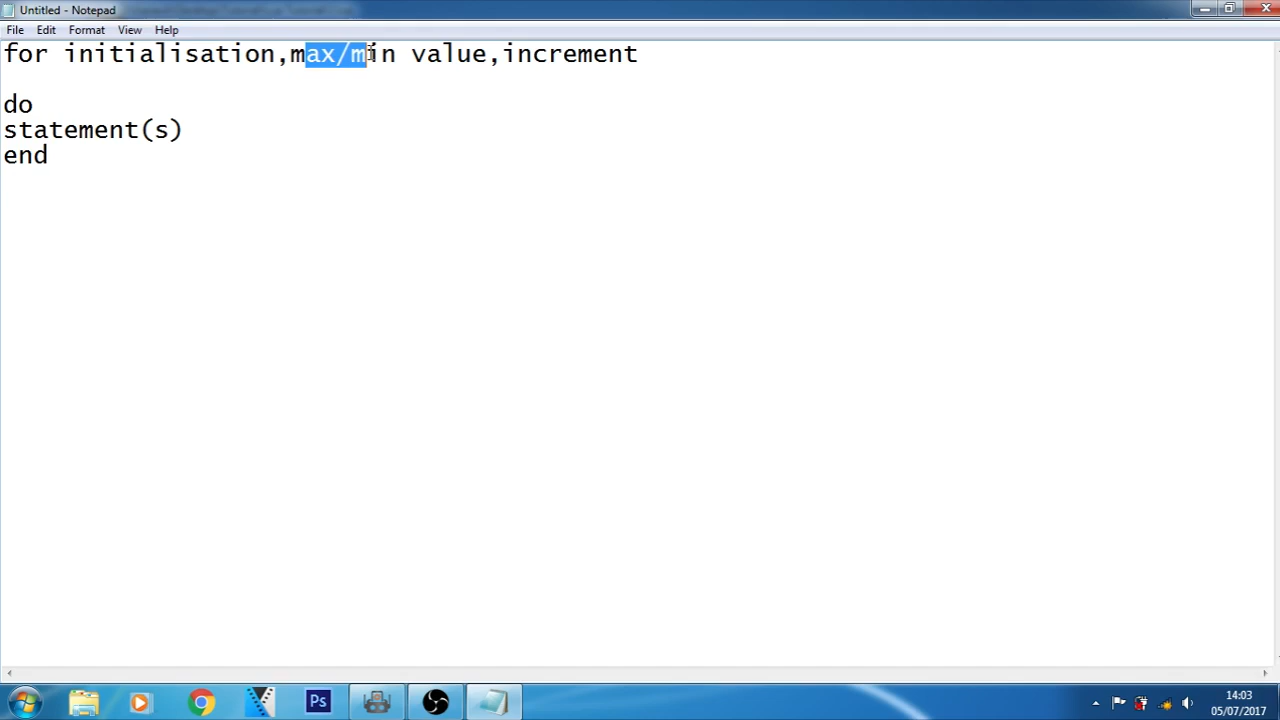 Untitled - Notepad
File Edit Format View Help
for initialisation,max/min value,increment
do
statement(s)
end
Ps
14:03
05/07/2017